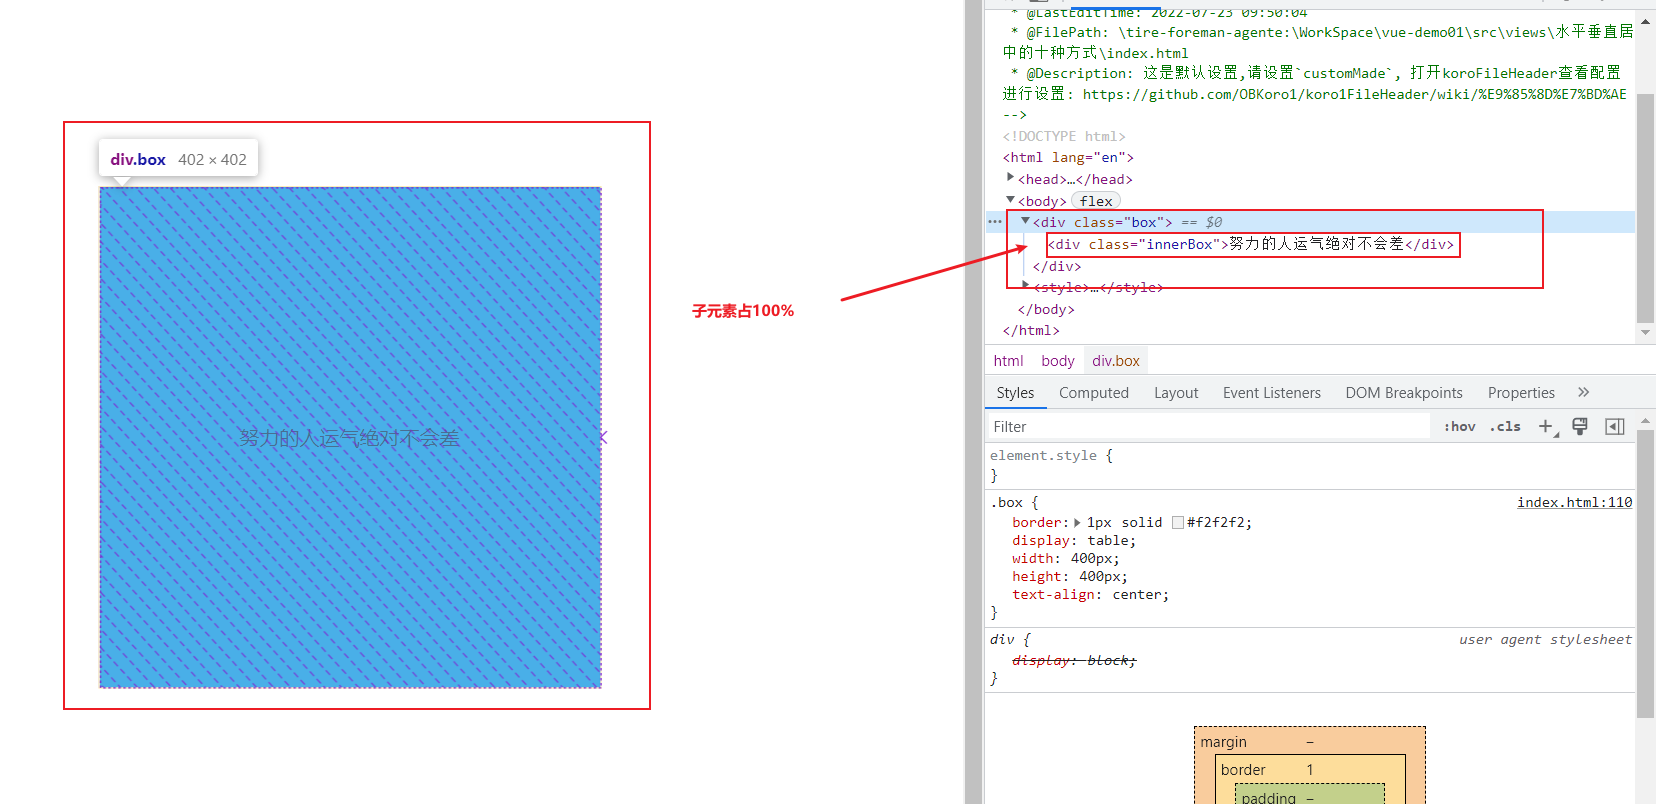 div.box 402 × 402
努力的人运气绝对不会差
子元素占100%
* @LastEditTime: 2022-07-23 09:50:04
* @FilePath: \tire-foreman-agente:\WorkSpace\vue-demo01\src\views\水平垂直居
中的十种方式\index.html
* @Description: 这是默认设置,请设置`customMade`, 打开koroFileHeader查看配置
进行设置: https://github.com/OBKoro1/koro1FileHeader/wiki/%E9%85%8D%E7%BD%AE
-->
<!DOCTYPE html>
<html lang="en">
<head>…</head>
<body> flex
<div class="box"> == $0
<div class="innerBox">努力的人运气绝对不会差</div>
</div>
<style>…</style>
</body>
</html>
html body div.box
Styles Computed Layout Event Listeners DOM Breakpoints Properties »
Filter :hov .cls +
element.style {
}
.box { index.html:110
border: 1px solid #f2f2f2;
display: table;
width: 400px;
height: 400px;
text-align: center;
}
div { user agent stylesheet
display: block;
}
margin –
border 1
padding –